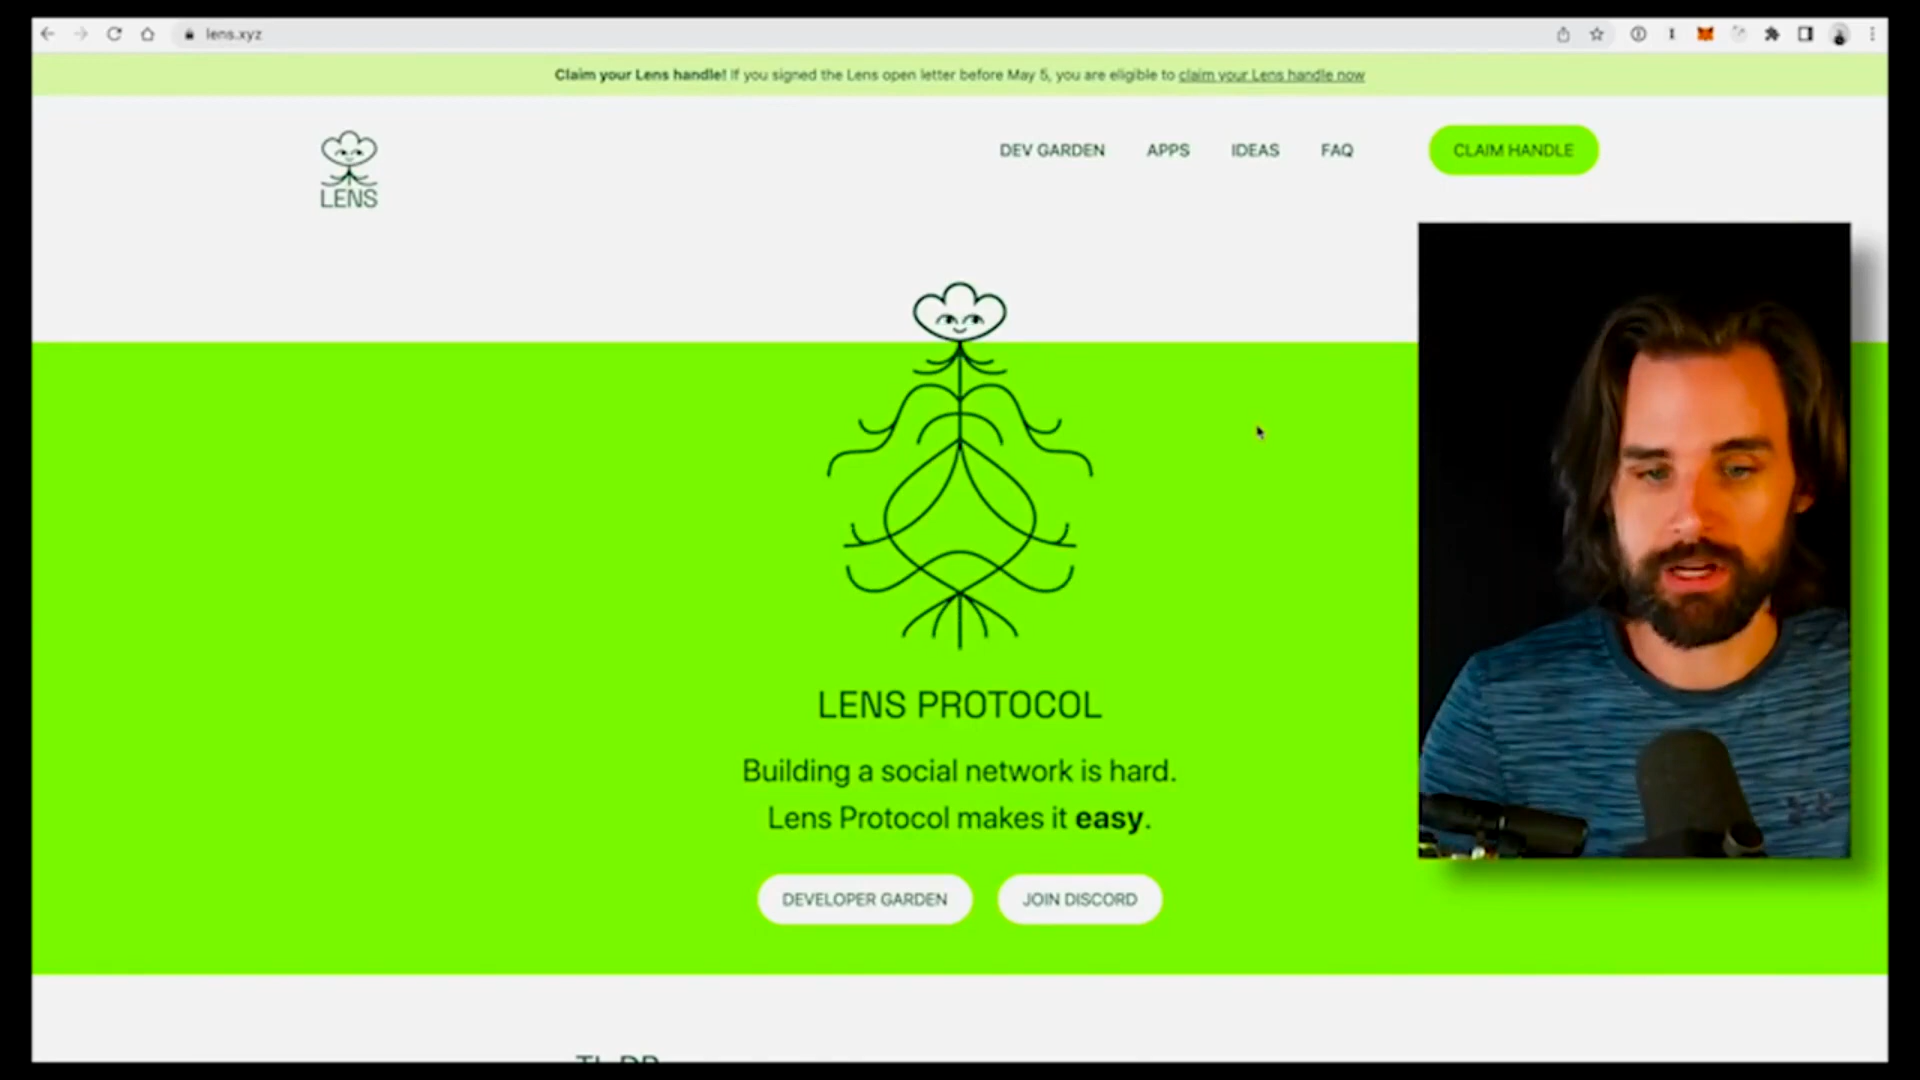 lens.xyz
Claim your Lens handle! If you signed the Lens open letter before May 5, you are eligible to claim your Lens handle now
LENS
DEV GARDEN APPS IDEAS FAQ CLAIM HANDLE
LENS PROTOCOL
Building a social network is hard.
Lens Protocol makes it easy.
DEVELOPER GARDEN JOIN DISCORD